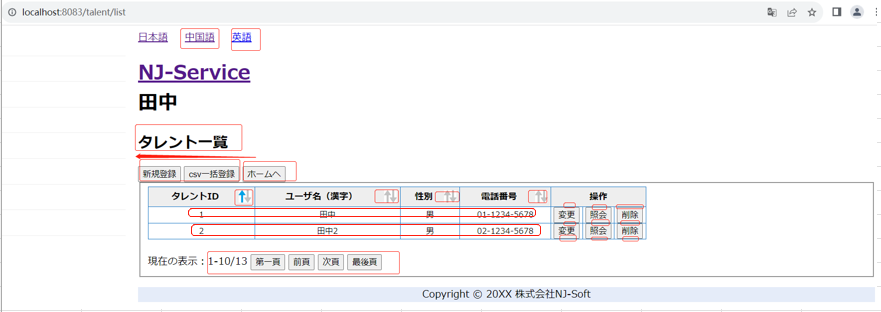 localhost:8083/talent/list
日本語 中国語 英語
NJ-Service
田中
タレント一覧
新規登録 csv一括登録 ホームへ
タレントID ユーザ名（漢字） 性別 電話番号 操作
1 田中 男 01-1234-5678 変更 照会 削除
2 田中2 男 02-1234-5678 変更 照会 削除
現在の表示：1-10/13 第一頁 前頁 次頁 最後頁
Copyright © 20XX 株式会社NJ-Soft